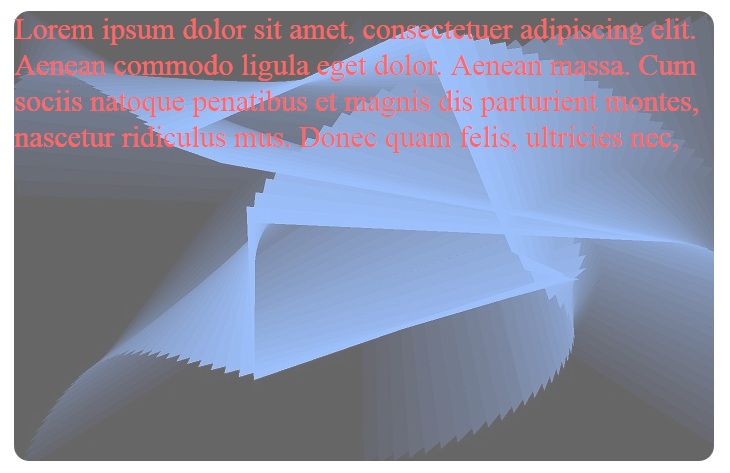 Lorem ipsum dolor sit amet, consectetuer adipiscing elit.
Aenean commodo ligula eget dolor. Aenean massa. Cum
sociis natoque penatibus et magnis dis parturient montes,
nascetur ridiculus mus. Donec quam felis, ultricies nec,